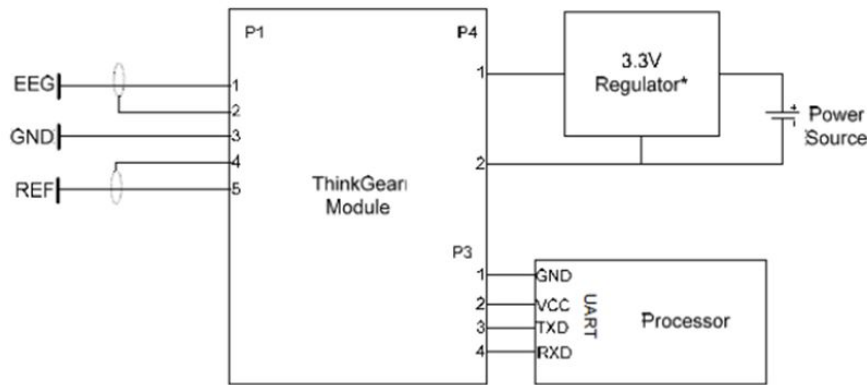 P1
P4
EEG
GND
REF
1
2
3
4
5
ThinkGear
Module
1
2
3.3V
Regulator*
+
Power
Source
P3
1
2
3
4
GND
VCC
TXD
RXD
UART
Processor